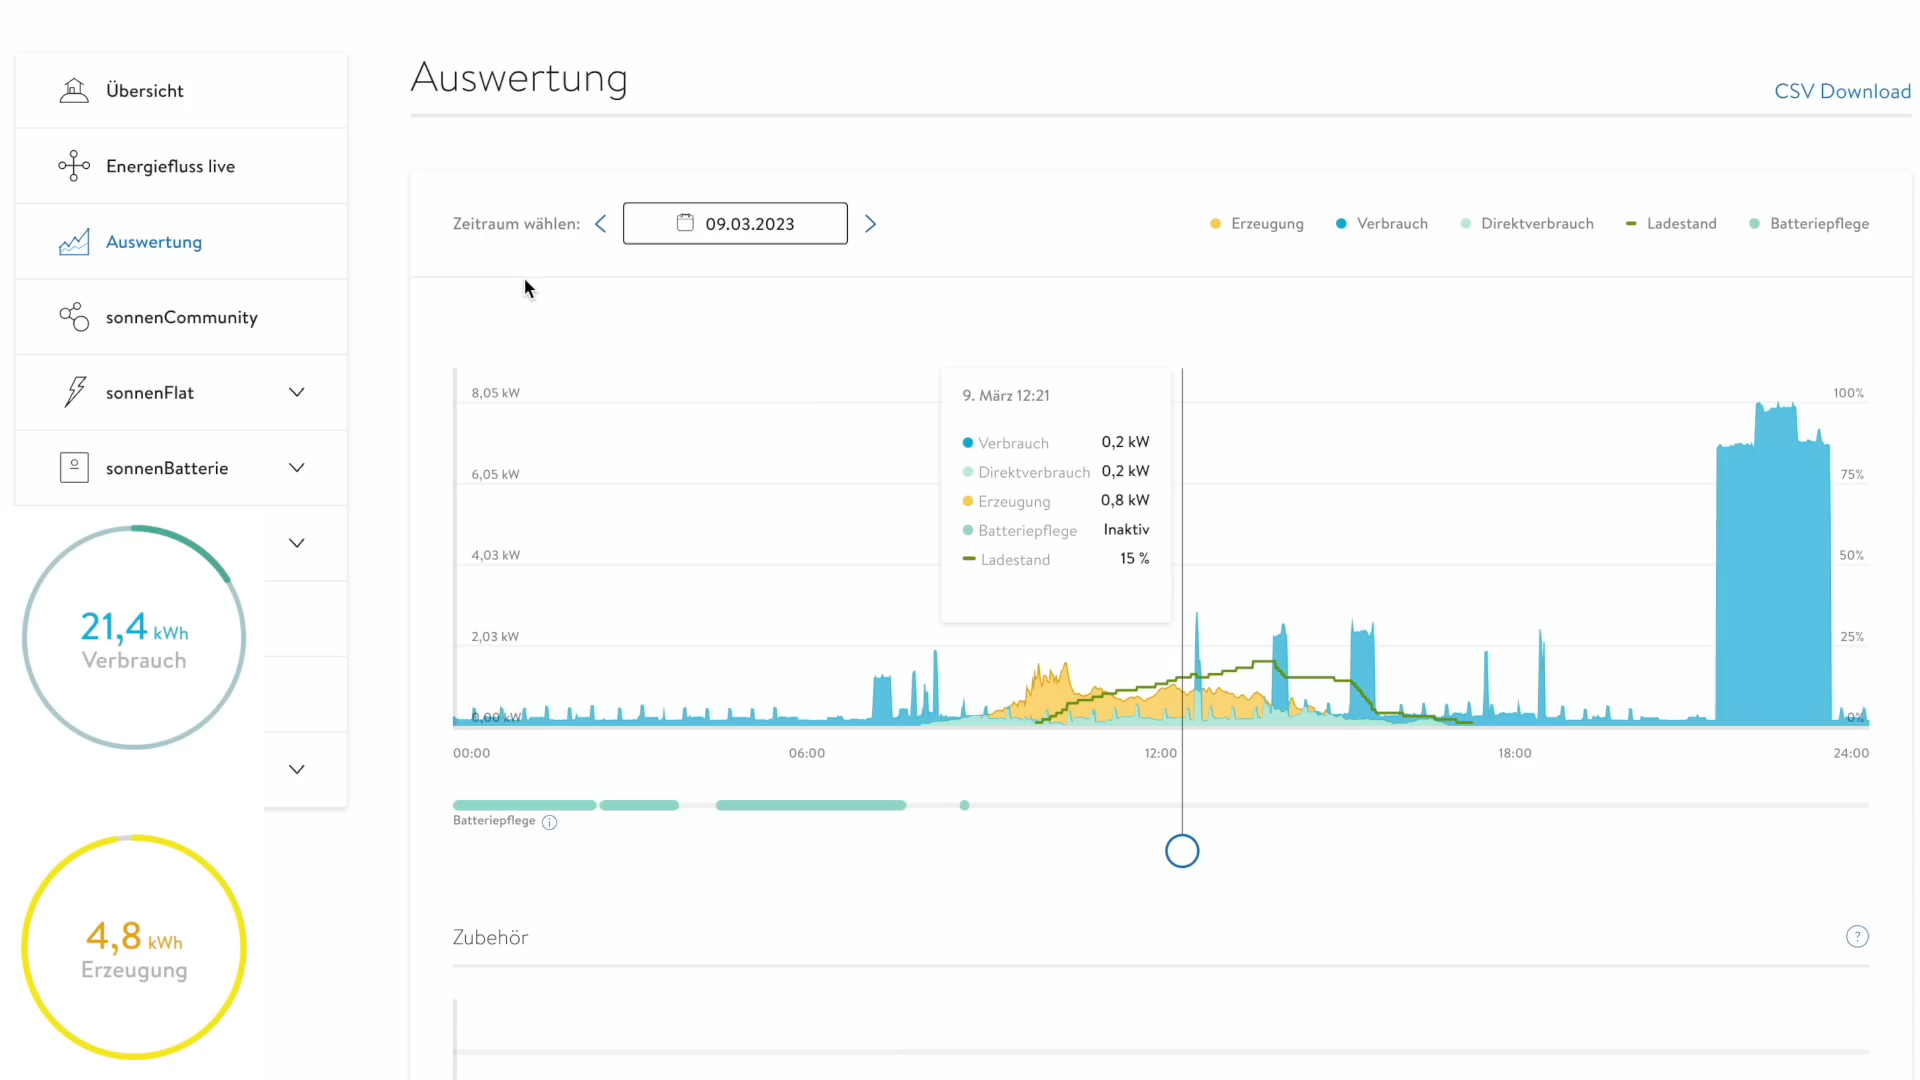 Übersicht
Energiefluss live
Auswertung
sonnenCommunity
sonnenFlat
sonnenBatterie
21,4 kWh
Verbrauch
4,8 kWh
Erzeugung
Auswertung
CSV Download
Zeitraum wählen: 09.03.2023
Erzeugung Verbrauch Direktverbrauch Ladestand Batteriepflege
8,05 kW
6,05 kW
4,03 kW
2,03 kW
0,00 kW
100%
75%
50%
25%
0%
9. März 12:21
Verbrauch 0,2 kW
Direktverbrauch 0,2 kW
Erzeugung 0,8 kW
Batteriepflege Inaktiv
Ladestand 15 %
00:00 06:00 12:00 18:00 24:00
Batteriepflege i
Zubehör ?